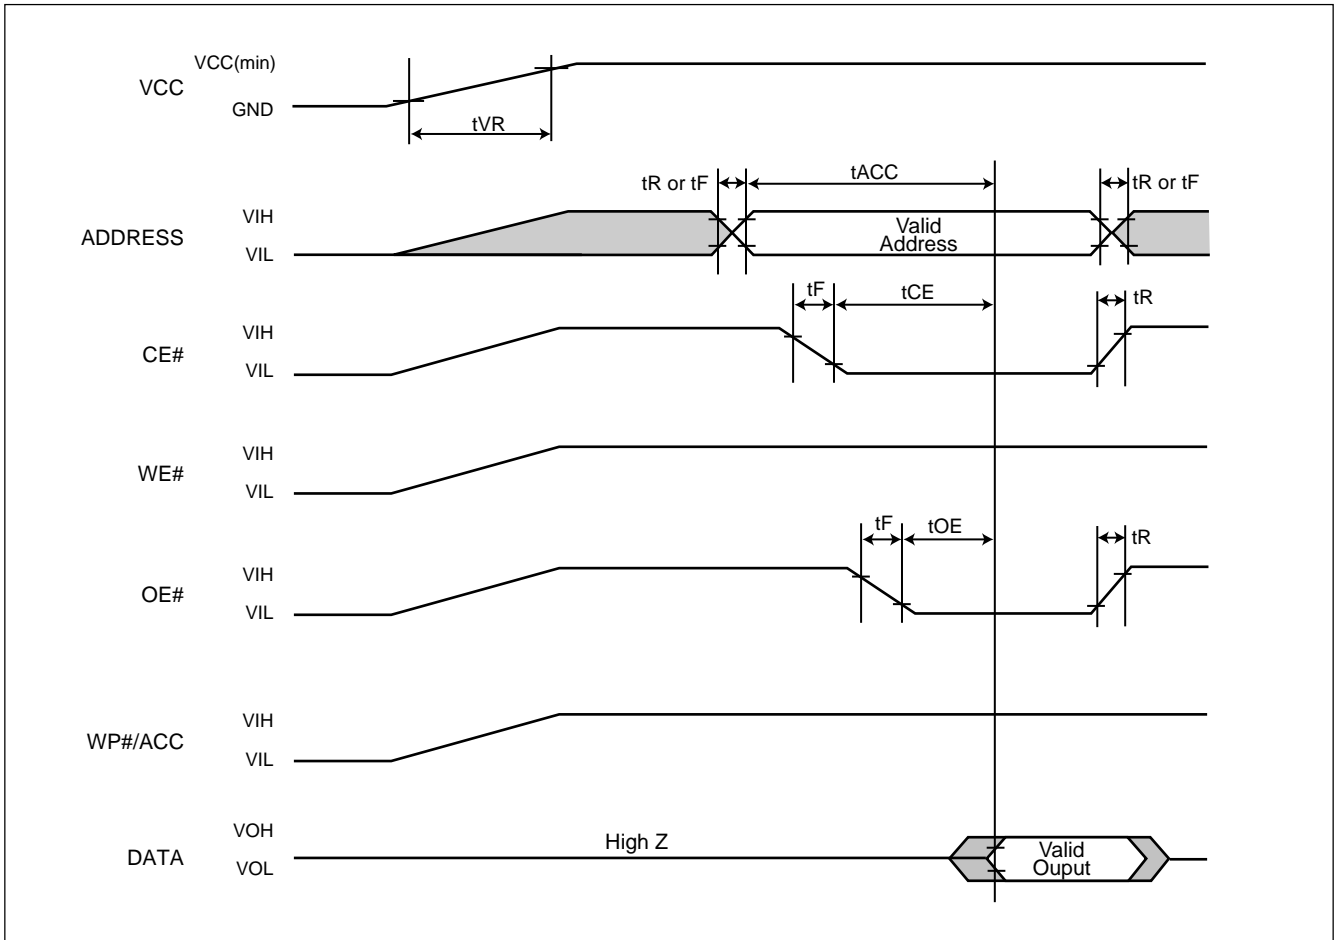 VCC
VCC(min)
GND
tVR
tR or tF
tACC
tR or tF
ADDRESS
VIH
VIL
Valid
Address
tF
tCE
tR
CE#
VIH
VIL
WE#
VIH
VIL
tF
tOE
tR
OE#
VIH
VIL
WP#/ACC
VIH
VIL
DATA
VOH
VOL
High Z
Valid
Ouput